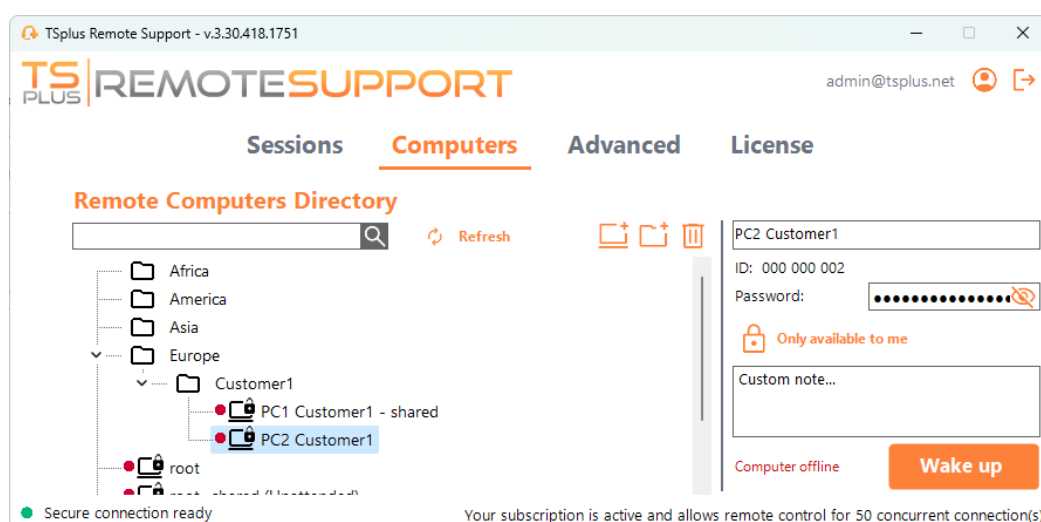 TSplus Remote Support - v.3.30.418.1751
TS PLUS REMOTESUPPORT
admin@tsplus.net
Sessions Computers Advanced License
Remote Computers Directory
Refresh
Africa
America
Asia
Europe
Customer1
PC1 Customer1 - shared
PC2 Customer1
root
root - shared (Unattended)
PC2 Customer1
ID: 000 000 002
Password:
Only available to me
Custom note...
Computer offline
Wake up
Secure connection ready
Your subscription is active and allows remote control for 50 concurrent connection(s)